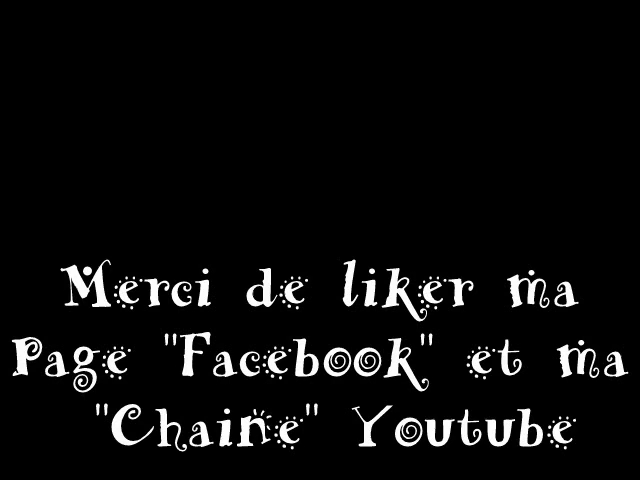 Merci de liker ma
Page "Facebook" et ma
"Chaine" Youtube